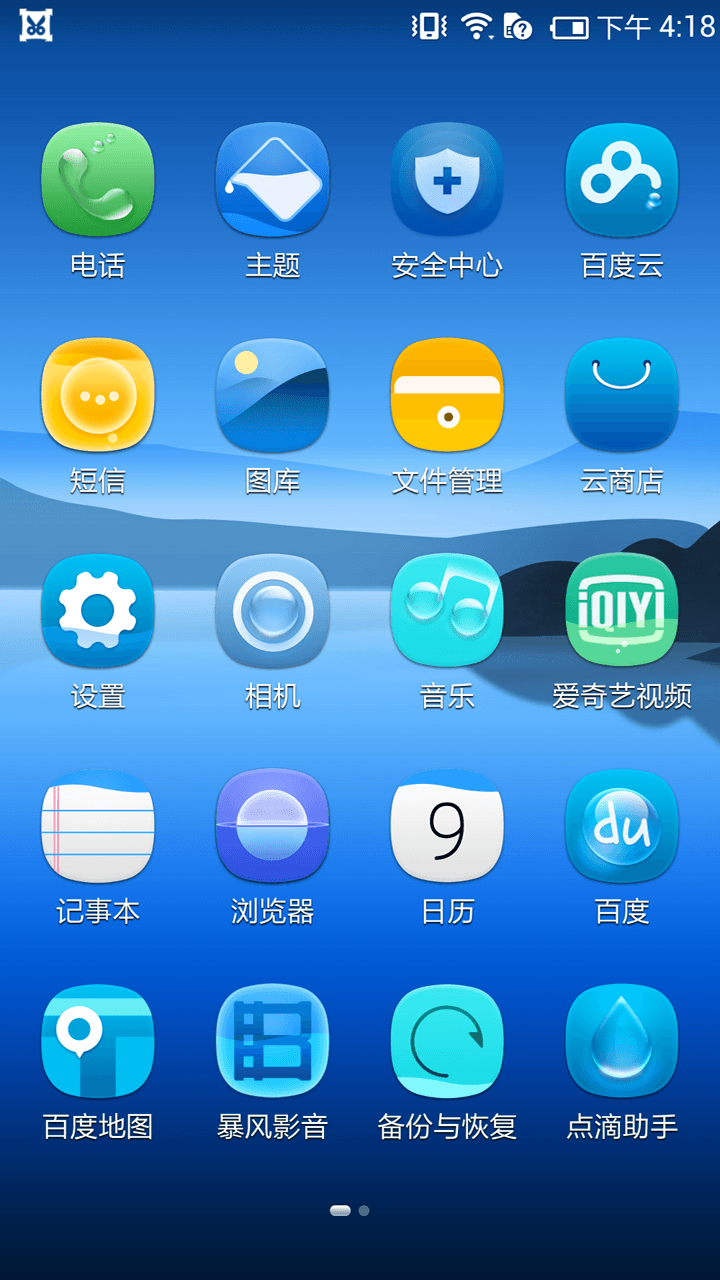 下午 4:18
电话
主题
安全中心
百度云
短信
图库
文件管理
云商店
设置
相机
音乐
iQIYI
爱奇艺视频
记事本
浏览器
9
日历
du
百度
百度地图
暴风影音
备份与恢复
点滴助手